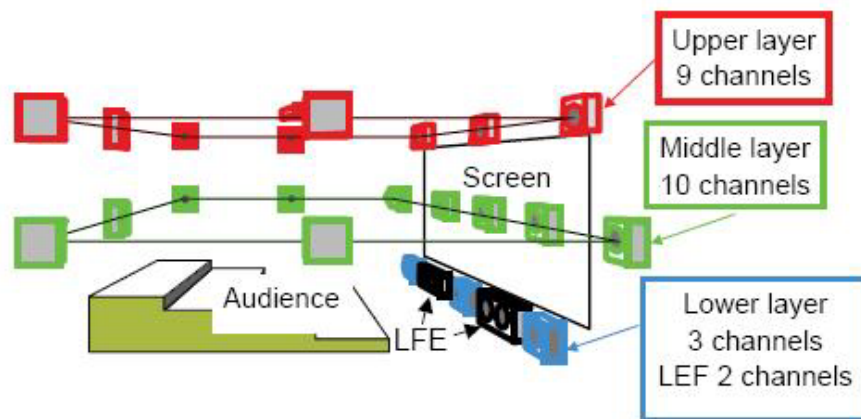 Upper layer
9 channels
Screen
Middle layer
10 channels
Audience
LFE
Lower layer
3 channels
LEF 2 channels